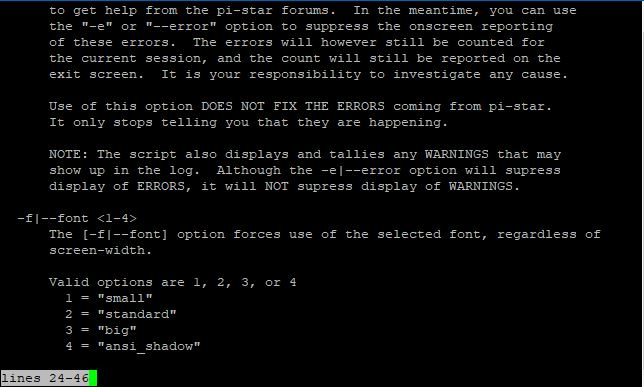 to get help from the pi-star forums.  In the meantime, you can use
the "-e" or "--error" option to suppress the onscreen reporting
of these errors.  The errors will however still be counted for
the current session, and the count will still be reported on the
exit screen.  It is your responsibility to investigate any cause.

Use of this option DOES NOT FIX THE ERRORS coming from pi-star.
It only stops telling you that they are happening.

NOTE: The script also displays and tallies any WARNINGS that may
show up in the log.  Although the -e|--error option will supress
display of ERRORS, it will NOT supress display of WARNINGS.

-f|--font <1-4>
The [-f|--font] option forces use of the selected font, regardless of
screen-width.

Valid options are 1, 2, 3, or 4
1 = "small"
2 = "standard"
3 = "big"
4 = "ansi_shadow"

lines 24-46